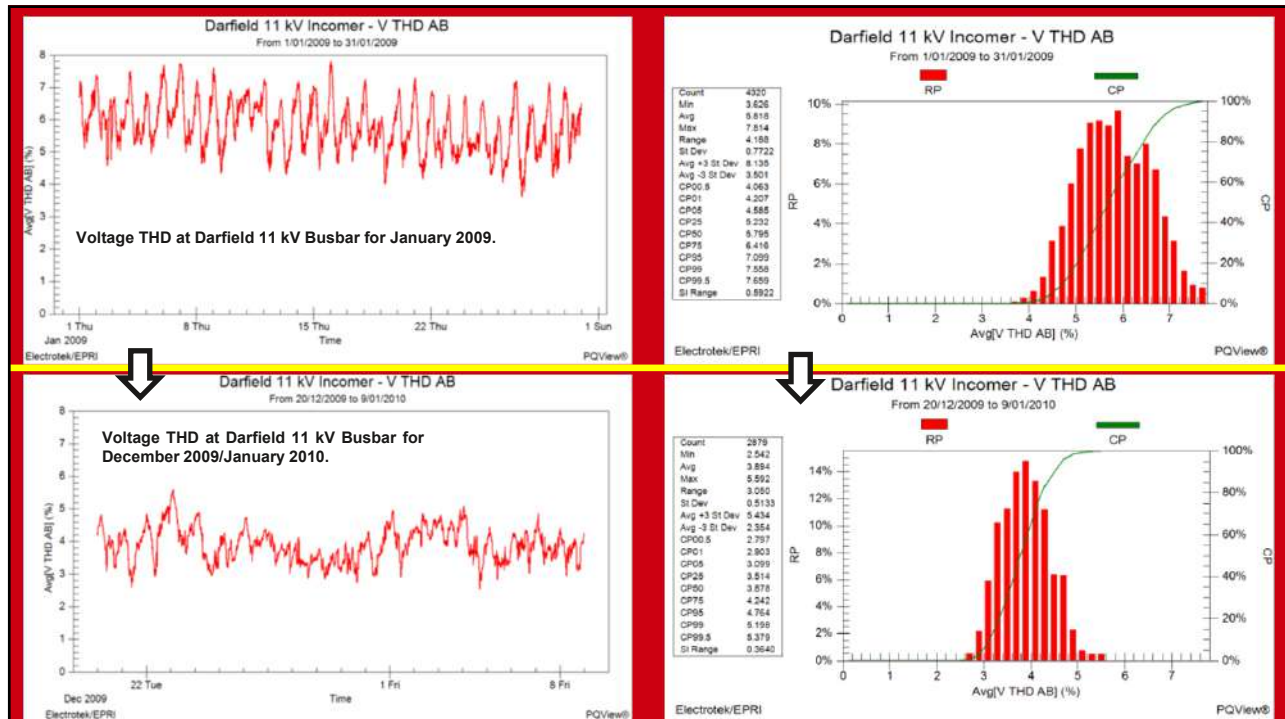 Darfield 11 kV Incomer - V THD AB
From 1/01/2009 to 31/01/2009
8
7
6
5
4
3
2
1
0
Avg[V THD AB] (%)
Voltage THD at Darfield 11 kV Busbar for January 2009.
1 Thu
8 Thu
15 Thu
22 Thu
1 Sun
Jan 2009
Time
Electrotek/EPRI
PQView®
Darfield 11 kV Incomer - V THD AB
From 1/01/2009 to 31/01/2009
RP
CP
Count 4320
Min 3.626
Avg 5.818
Max 7.814
Range 4.188
St Dev 0.7722
Avg +3 St Dev 8.135
Avg -3 St Dev 3.501
CP00.5 4.063
CP01 4.207
CP05 4.585
CP25 5.232
CP50 5.795
CP75 6.416
CP95 7.099
CP99 7.558
CP99.5 7.659
SI Range 0.5922
RP
10%
8%
6%
4%
2%
0%
100%
80%
60%
40%
20%
0%
CP
0 1 2 3 4 5 6 7
Avg[V THD AB] (%)
Electrotek/EPRI
PQView®
Darfield 11 kV Incomer - V THD AB
From 20/12/2009 to 9/01/2010
8
7
6
5
4
3
2
1
0
Avg[V THD AB] (%)
Voltage THD at Darfield 11 kV Busbar for
December 2009/January 2010.
22 Tue
1 Fri
8 Fri
Dec 2009
Time
Electrotek/EPRI
PQView®
Darfield 11 kV Incomer - V THD AB
From 20/12/2009 to 9/01/2010
RP
CP
Count 2879
Min 2.542
Avg 3.894
Max 5.592
Range 3.050
St Dev 0.5133
Avg +3 St Dev 5.434
Avg -3 St Dev 2.354
CP00.5 2.797
CP01 2.903
CP05 3.099
CP25 3.514
CP50 3.878
CP75 4.242
CP95 4.764
CP99 5.198
CP99.5 5.379
SI Range 0.3640
RP
14%
12%
10%
8%
6%
4%
2%
0%
100%
80%
60%
40%
20%
0%
CP
0 1 2 3 4 5 6 7
Avg[V THD AB] (%)
Electrotek/EPRI
PQView®